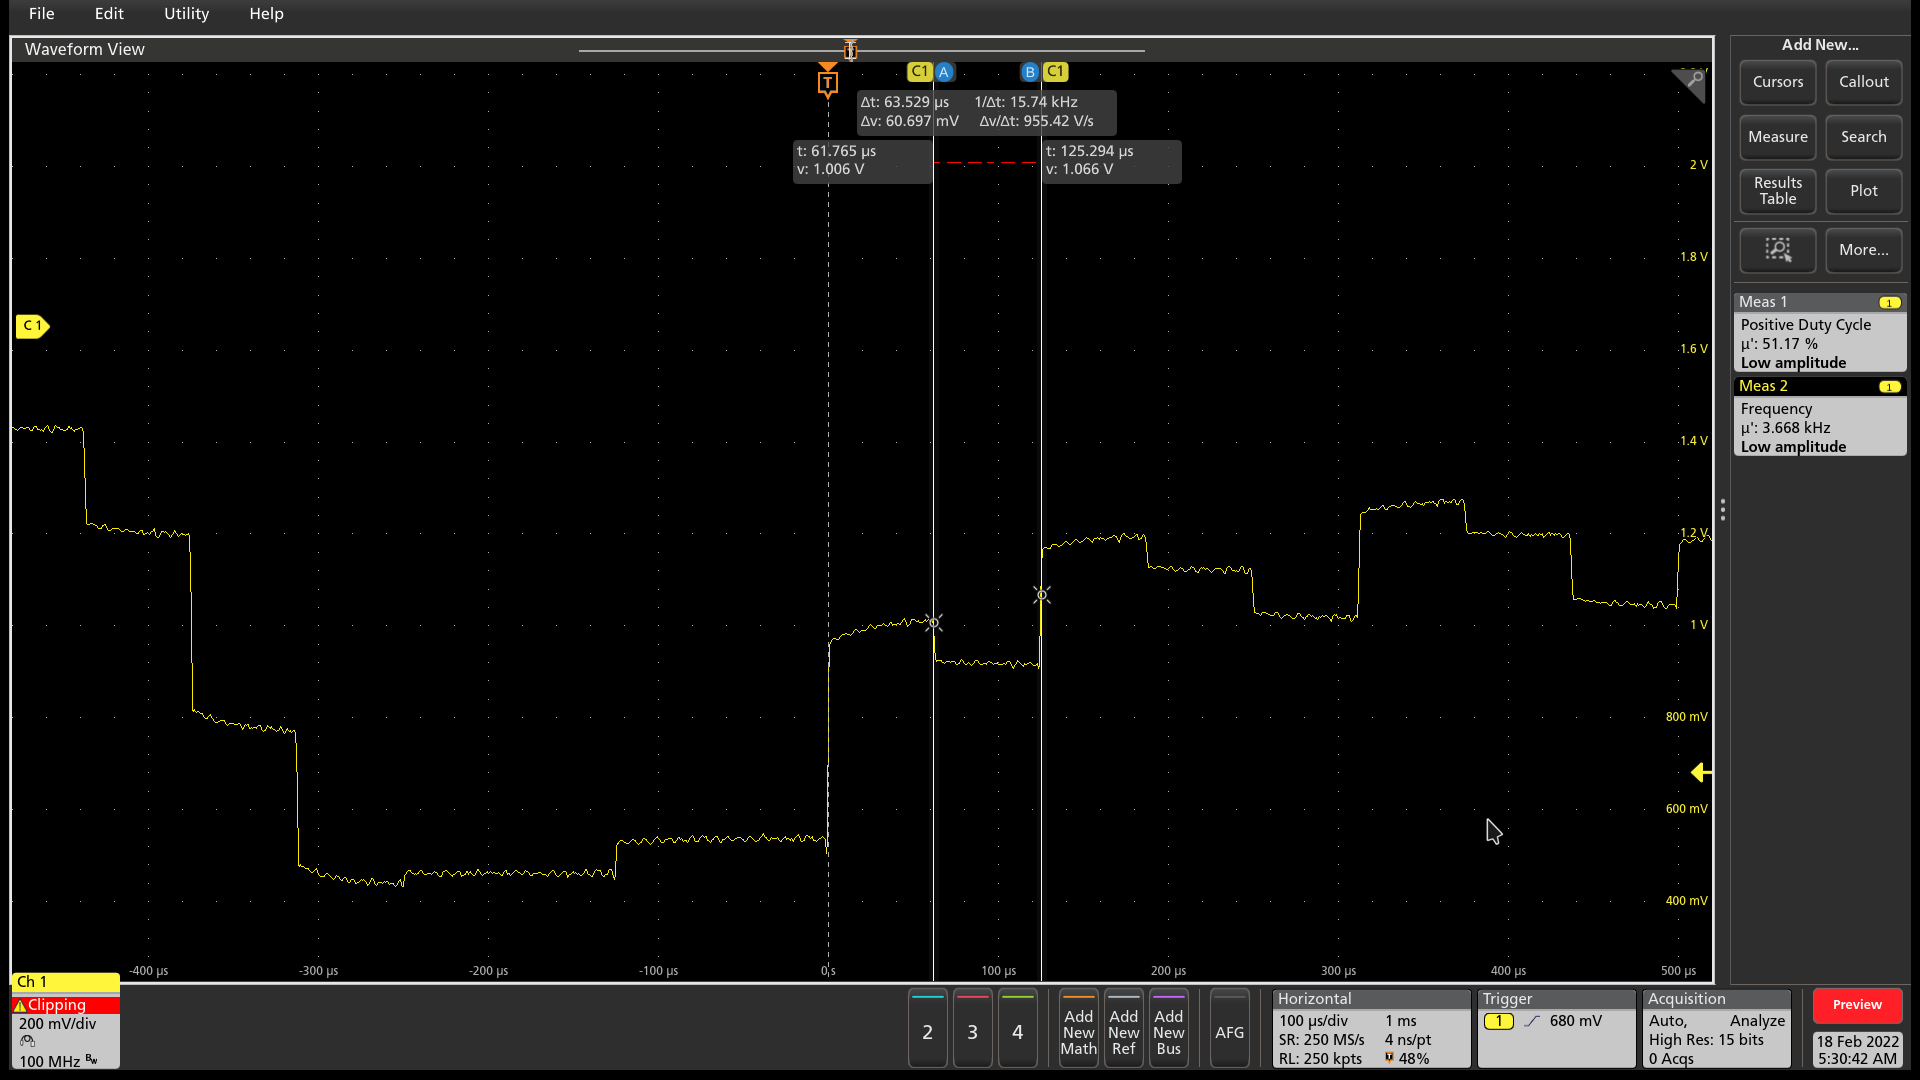 File Edit Utility Help
Waveform View
Add New...
T
C1 A B C1
Cursors Callout
Δt: 63.529 µs 1/Δt: 15.74 kHz
Δv: 60.697 mV Δv/Δt: 955.42 V/s
Measure Search
t: 61.765 µs
v: 1.006 V
t: 125.294 µs
v: 1.066 V
Results
Table
Plot
More...
2 V
1.8 V
1.6 V
1.4 V
1.2 V
1 V
800 mV
600 mV
400 mV
C 1
Meas 1 1
Positive Duty Cycle
µ': 51.17 %
Low amplitude
Meas 2 1
Frequency
µ': 3.668 kHz
Low amplitude
-400 µs -300 µs -200 µs -100 µs 0 s 100 µs 200 µs 300 µs 400 µs 500 µs
Ch 1
Clipping
200 mV/div
100 MHz Bw
2 3 4
Add
New
Math
Add
New
Ref
Add
New
Bus
AFG
Horizontal
100 µs/div 1 ms
SR: 250 MS/s 4 ns/pt
RL: 250 kpts 48%
Trigger
1 680 mV
Acquisition
Auto, Analyze
High Res: 15 bits
0 Acqs
Preview
18 Feb 2022
5:30:42 AM